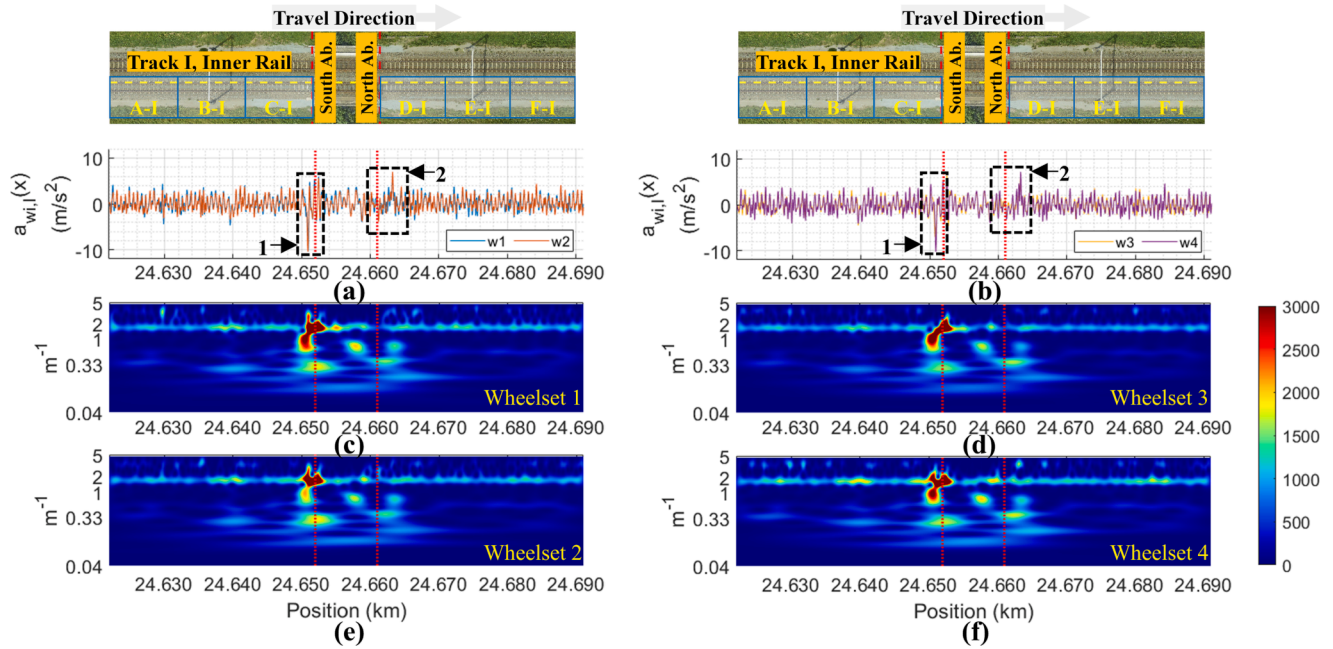 Travel Direction
Travel Direction
Track I, Inner Rail
South Ab.
North Ab.
A-I B-I C-I D-I E-I F-I
Track I, Inner Rail
South Ab.
North Ab.
A-I B-I C-I D-I E-I F-I
a_wi,I(x)
(m/s²)
10
0
-10
1
2
w1 w2
24.630 24.640 24.650 24.660 24.670 24.680 24.690
(a)
a_wi,I(x)
(m/s²)
10
0
-10
1
2
w3 w4
24.630 24.640 24.650 24.660 24.670 24.680 24.690
(b)
m⁻¹
5
2
1
0.33
0.04
Wheelset 1
24.630 24.640 24.650 24.660 24.670 24.680 24.690
(c)
m⁻¹
5
2
1
0.33
0.04
Wheelset 3
24.630 24.640 24.650 24.660 24.670 24.680 24.690
(d)
m⁻¹
5
2
1
0.33
0.04
Wheelset 2
24.630 24.640 24.650 24.660 24.670 24.680 24.690
Position (km)
(e)
m⁻¹
5
2
1
0.33
0.04
Wheelset 4
24.630 24.640 24.650 24.660 24.670 24.680 24.690
Position (km)
(f)
3000
2500
2000
1500
1000
500
0